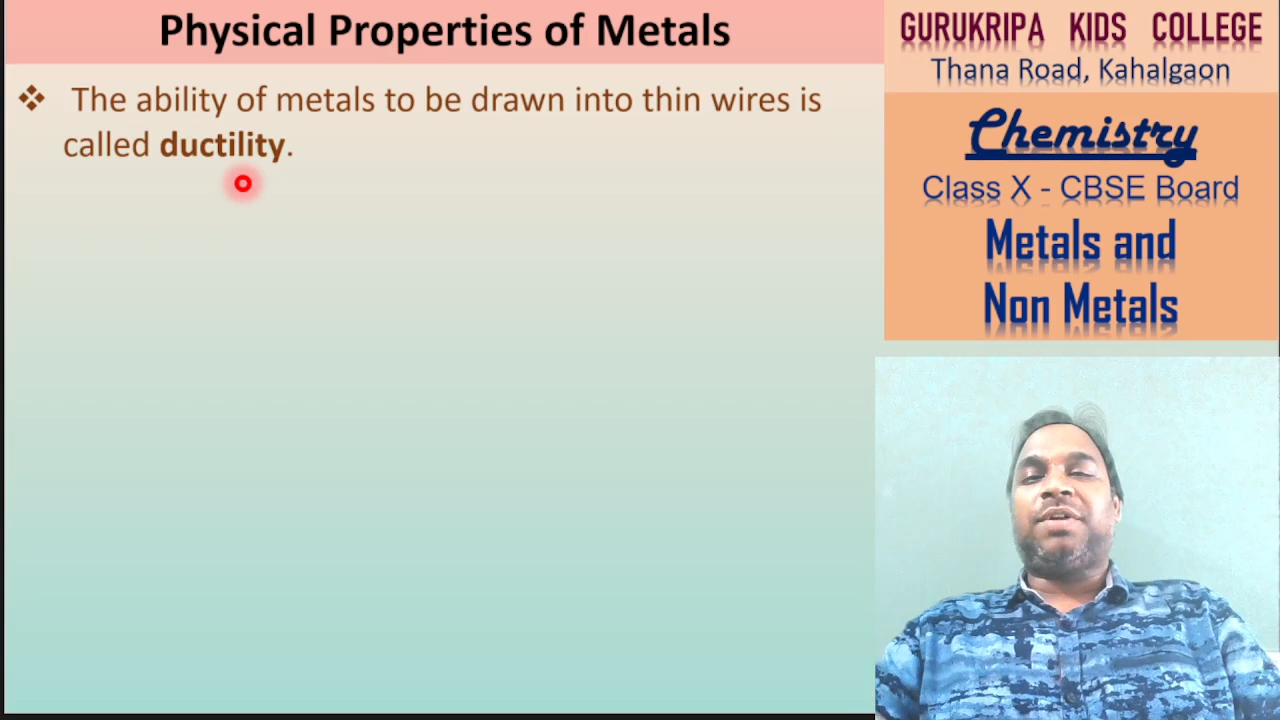 Physical Properties of Metals
❖ The ability of metals to be drawn into thin wires is
called ductility.
GURUKRIPA KIDS COLLEGE
Thana Road, Kahalgaon
Chemistry
Class X - CBSE Board
Metals and
Non Metals